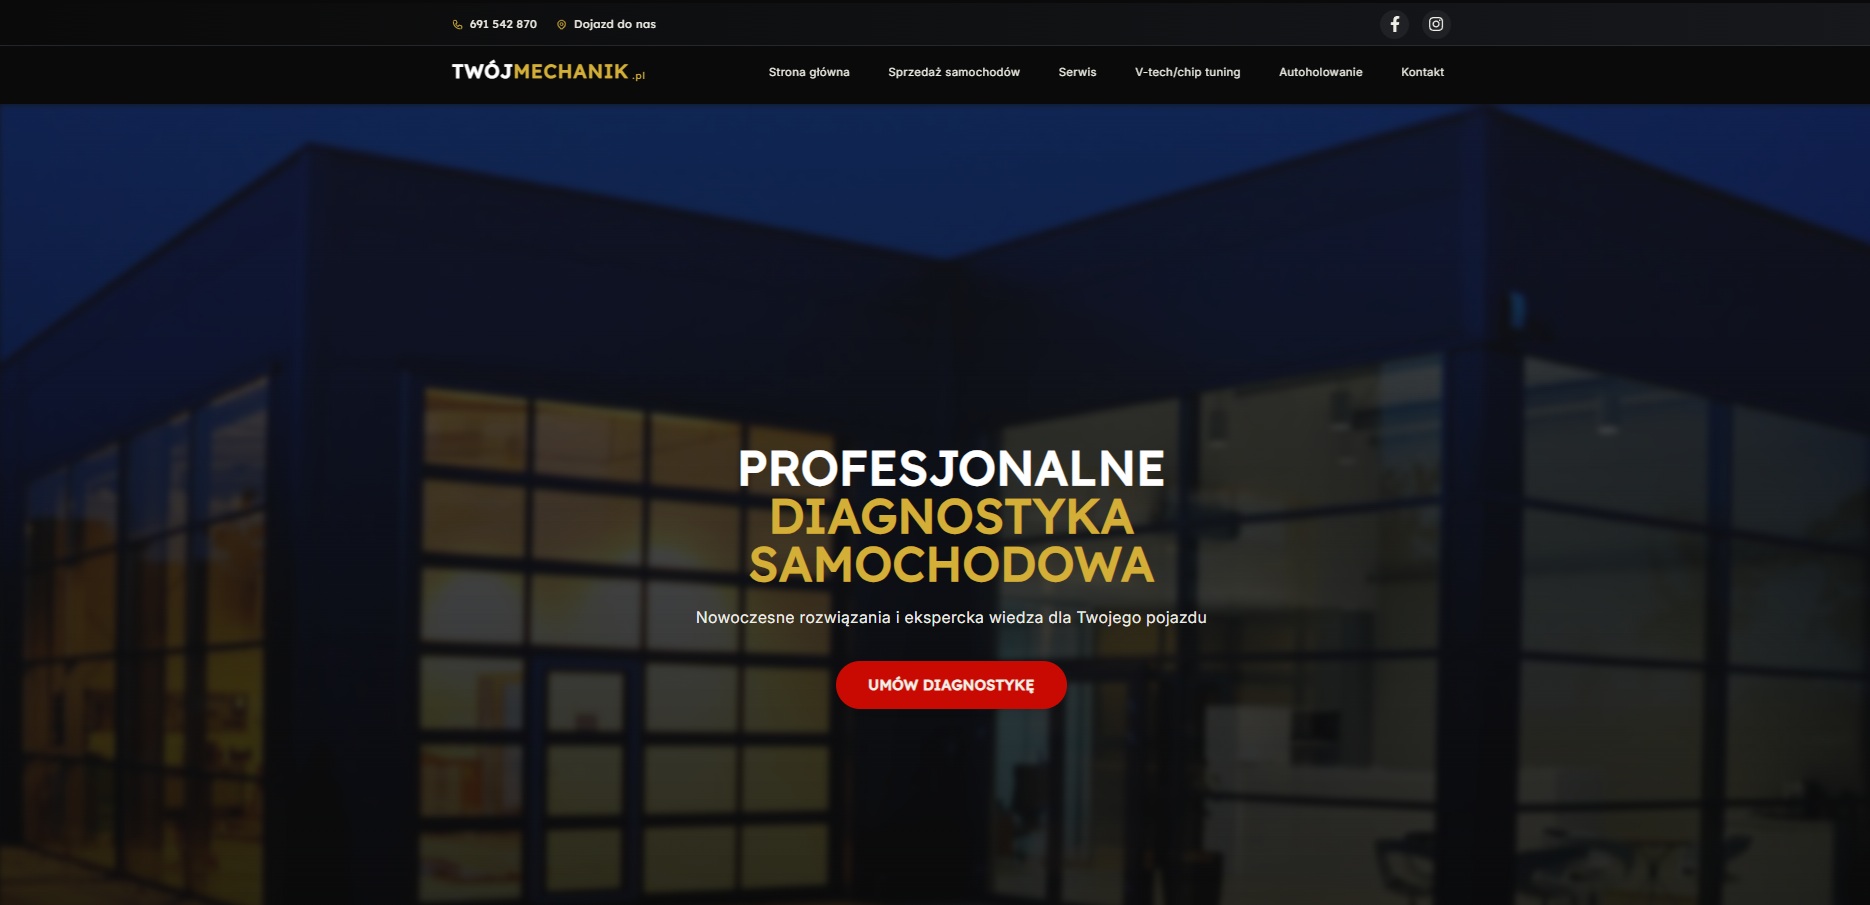 691 542 870 Dojazd do nas
TWÓJMECHANIK.pl
Strona główna Sprzedaż samochodów Serwis V-tech/chip tuning Autoholowanie Kontakt
PROFESJONALNE
DIAGNOSTYKA
SAMOCHODOWA
Nowoczesne rozwiązania i ekspercka wiedza dla Twojego pojazdu
UMÓW DIAGNOSTYKĘ